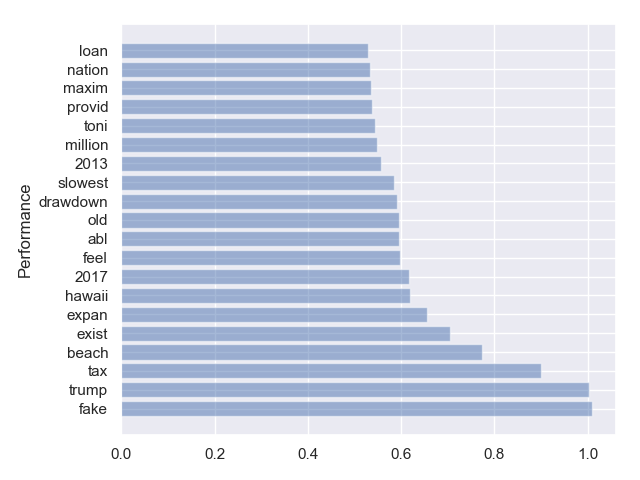 loan
nation
maxim
provid
toni
million
2013
slowest
drawdown
old
abl
feel
2017
hawaii
expan
exist
beach
tax
trump
fake
Performance
0.0 0.2 0.4 0.6 0.8 1.0